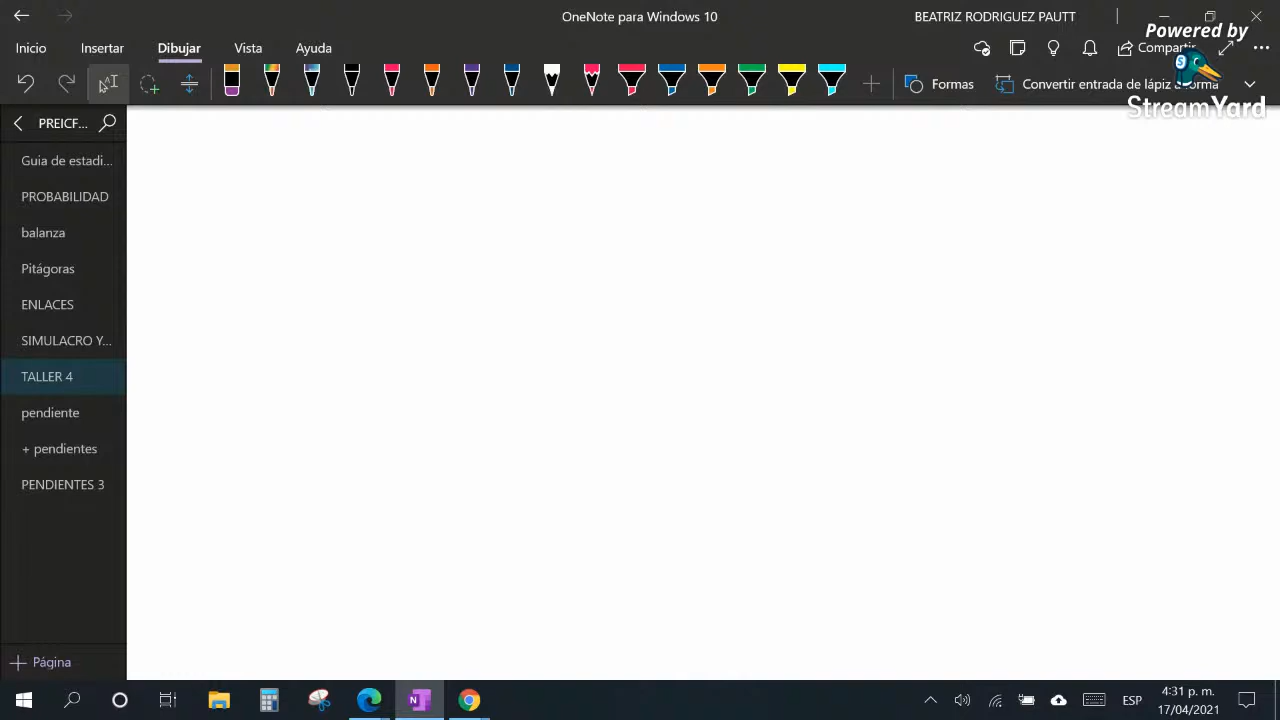 OneNote para Windows 10
BEATRIZ RODRIGUEZ PAUTT
Powered by
StreamYard
Inicio
Insertar
Dibujar
Vista
Ayuda
Compartir
Formas
Convertir entrada de lápiz a forma
PREICF...
Guia de estadi...
PROBABILIDAD
balanza
Pitágoras
ENLACES
SIMULACRO Y...
TALLER 4
pendiente
+ pendientes
PENDIENTES 3
Página
ESP
4:31 p. m.
17/04/2021